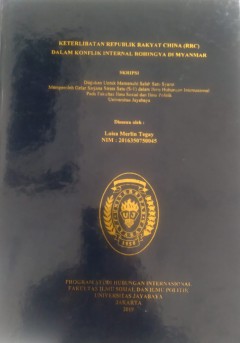 KETERLIBATAN REPUBLIK RAKYAT CHINA (RRC)
DALAM KONFLIK INTERNAL ROHINGYA DI MYANMAR
SKRIPSI
Diajukan Untuk Memenuhi Salah Satu Syarat
Memperoleh Gelar Sarjana Strata Satu (S-1) dalam Ilmu Hubungan Internasional
Pada Fakultas Ilmu Sosial dan Ilmu Politik
Universitas Jayabaya
Disusun oleh:
Luisa Merlin Tupay
NIM : 2016350750045
PROGRAM STUDI HUBUNGAN INTERNASIONAL
FAKULTAS ILMU SOSIAL DAN ILMU POLITIK
UNIVERSITAS JAYABAYA
JAKARTA